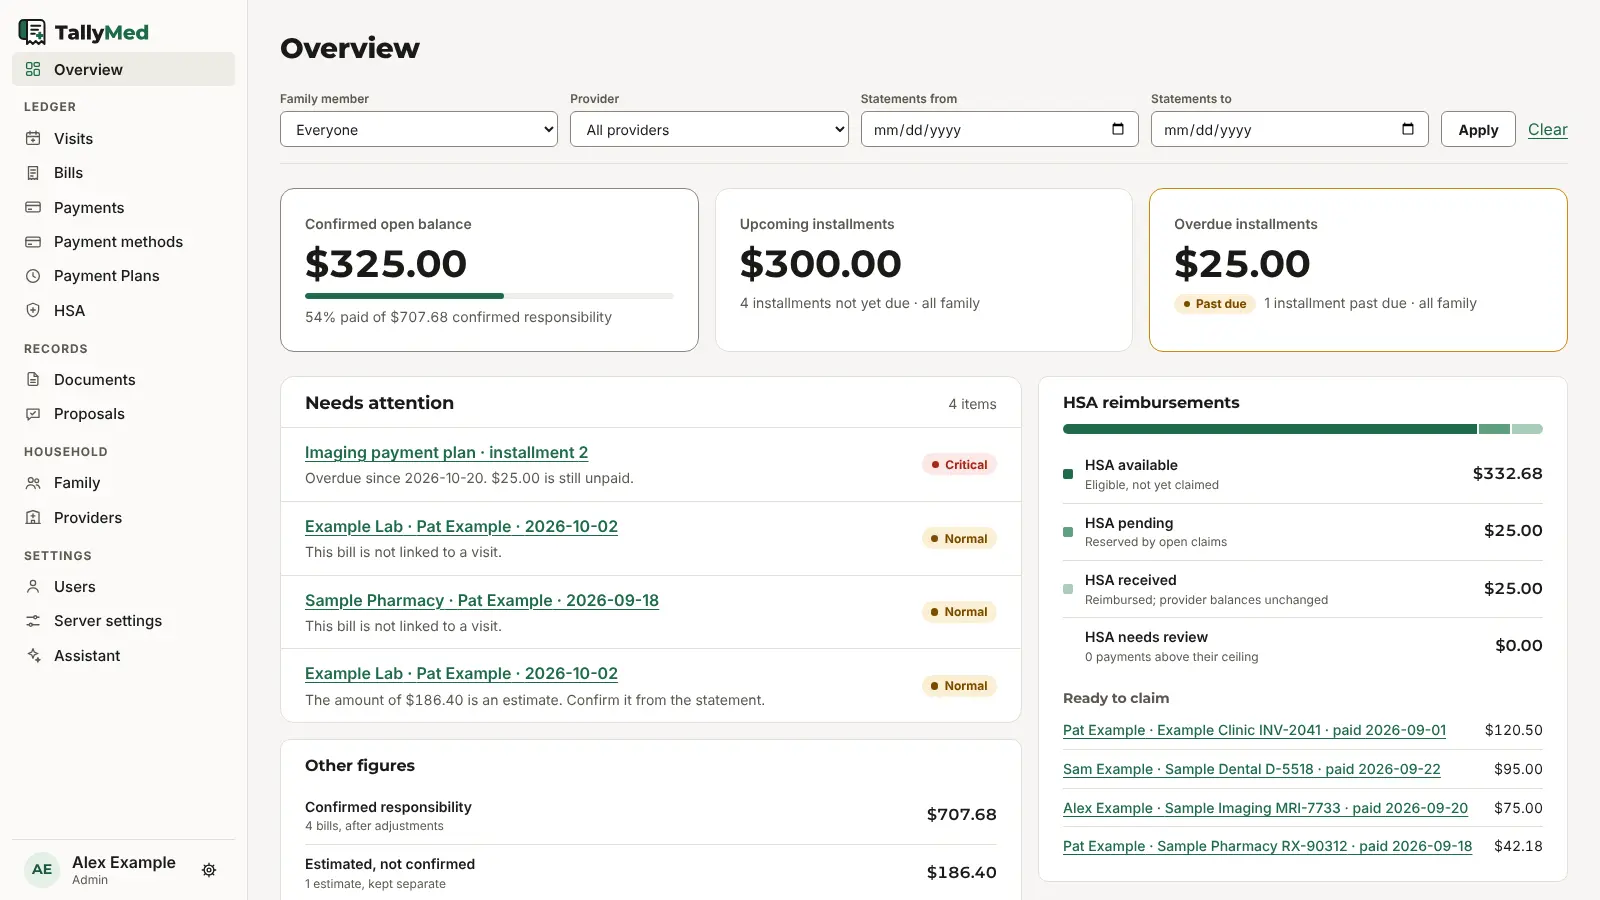 TallyMed
Overview
LEDGER
Visits
Bills
Payments
Payment methods
Payment Plans
HSA
RECORDS
Documents
Proposals
HOUSEHOLD
Family
Providers
SETTINGS
Users
Server settings
Assistant
AE
Alex Example
Admin
Overview
Family member
Everyone
Provider
All providers
Statements from
mm/dd/yyyy
Statements to
mm/dd/yyyy
Apply
Clear
Confirmed open balance
$325.00
54% paid of $707.68 confirmed responsibility
Upcoming installments
$300.00
4 installments not yet due · all family
Overdue installments
$25.00
Past due
1 installment past due · all family
Needs attention
4 items
Imaging payment plan · installment 2
Overdue since 2026-10-20. $25.00 is still unpaid.
Critical
Example Lab · Pat Example · 2026-10-02
This bill is not linked to a visit.
Normal
Sample Pharmacy · Pat Example · 2026-09-18
This bill is not linked to a visit.
Normal
Example Lab · Pat Example · 2026-10-02
The amount of $186.40 is an estimate. Confirm it from the statement.
Normal
Other figures
Confirmed responsibility
4 bills, after adjustments
$707.68
Estimated, not confirmed
1 estimate, kept separate
$186.40
HSA reimbursements
HSA available
Eligible, not yet claimed
$332.68
HSA pending
Reserved by open claims
$25.00
HSA received
Reimbursed; provider balances unchanged
$25.00
HSA needs review
0 payments above their ceiling
$0.00
Ready to claim
Pat Example · Example Clinic INV-2041 · paid 2026-09-01
$120.50
Sam Example · Sample Dental D-5518 · paid 2026-09-22
$95.00
Alex Example · Sample Imaging MRI-7733 · paid 2026-09-20
$75.00
Pat Example · Sample Pharmacy RX-90312 · paid 2026-09-18
$42.18